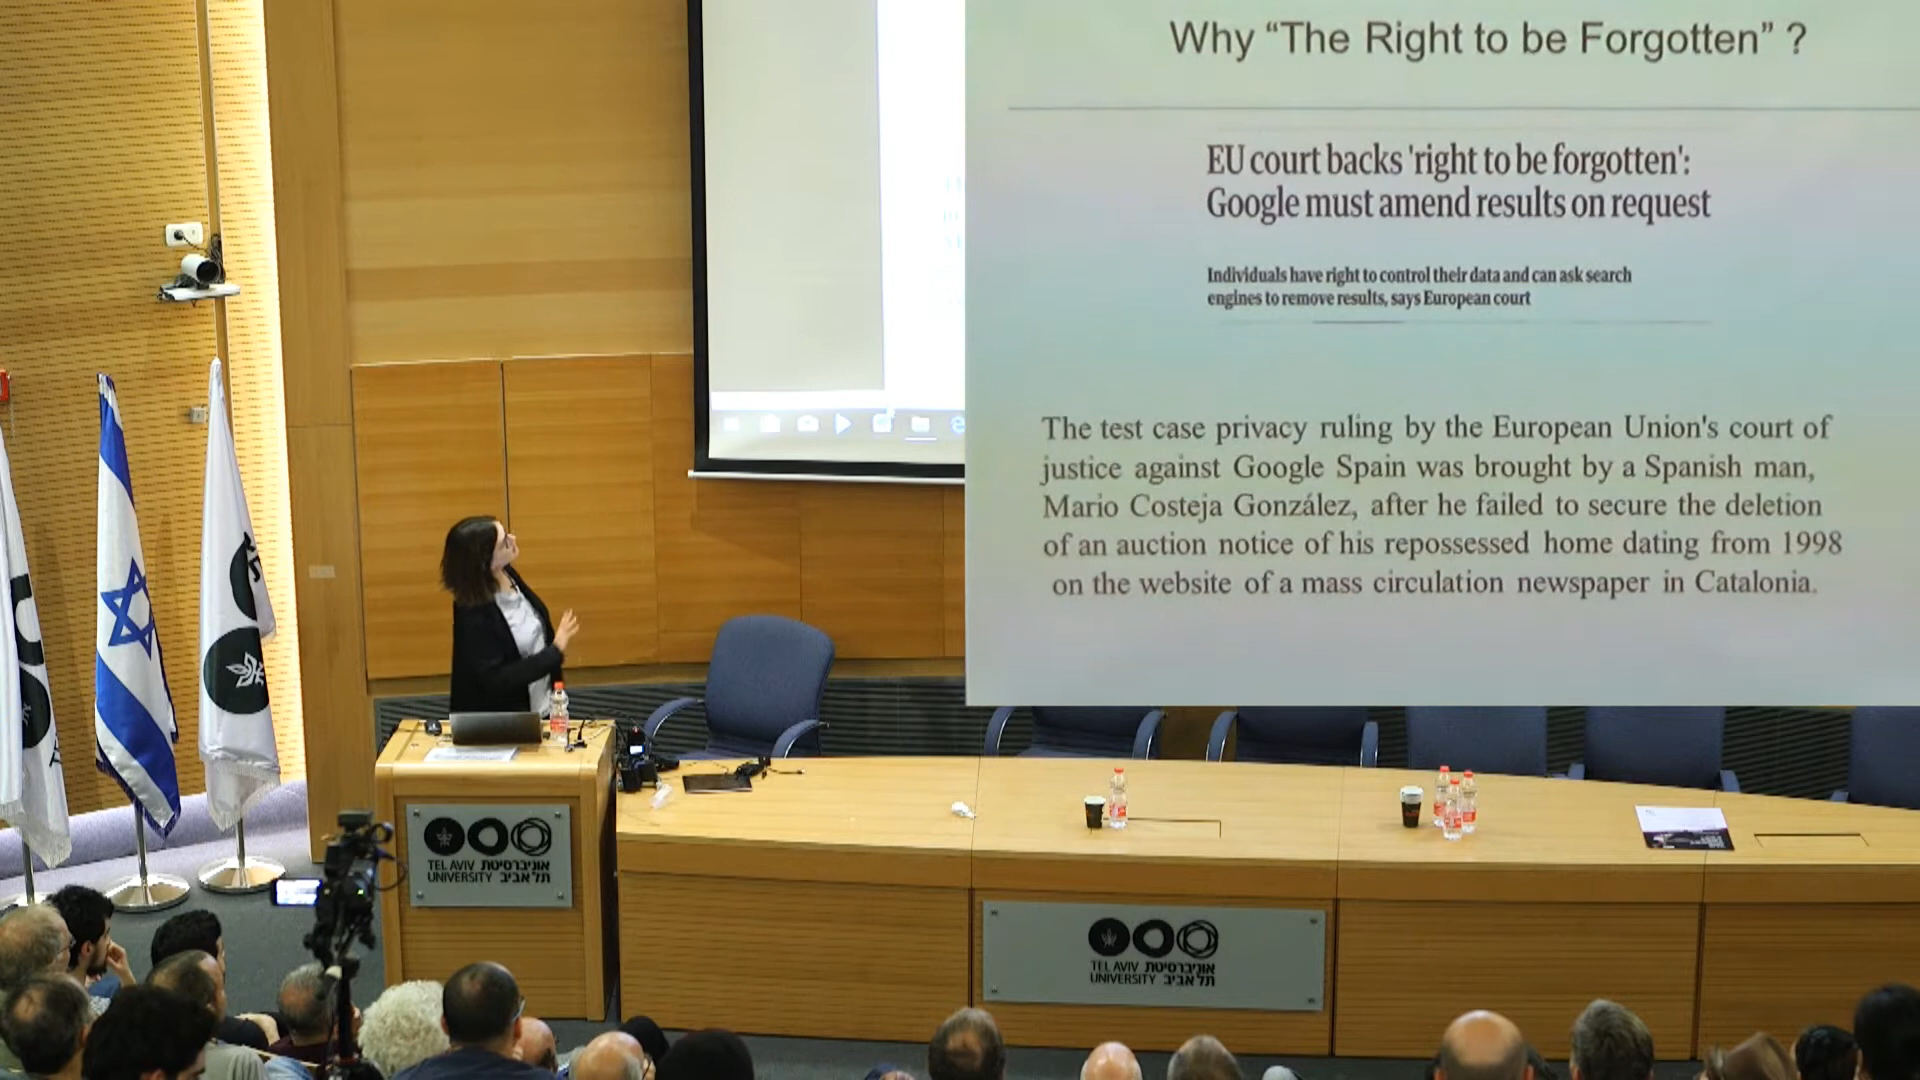 Why “The Right to be Forgotten” ?
EU court backs 'right to be forgotten':
Google must amend results on request
Individuals have right to control their data and can ask search
engines to remove results, says European court
The test case privacy ruling by the European Union's court of
justice against Google Spain was brought by a Spanish man,
Mario Costeja González, after he failed to secure the deletion
of an auction notice of his repossessed home dating from 1998
on the website of a mass circulation newspaper in Catalonia.
TEL AVIV אוניברסיטת
UNIVERSITY תל אביב
TEL AVIV אוניברסיטת
UNIVERSITY תל אביב